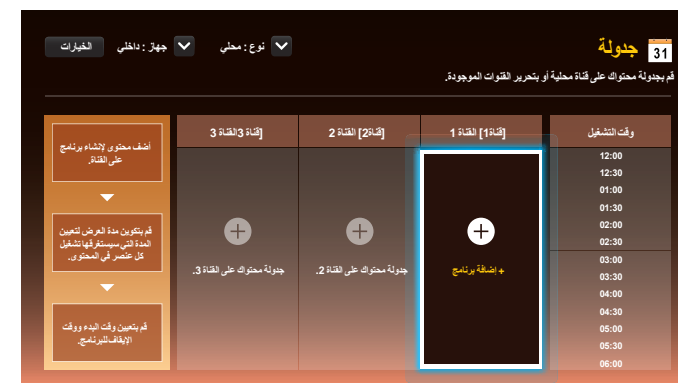 31 جدولة
نوع: محلي
جهاز: داخلي
الخيارات
قم بجدولة محتواك على قناة محلية أو بتحرير القنوات الموجودة.
وقت التشغيل
[قناة1] القناة 1
[قناة2] القناة 2
[قناة 3القناة 3
12:00
12:30
01:00
01:30
02:00
02:30
03:00
03:30
04:00
04:30
05:00
05:30
06:00
+ إضافة برنامج
جدولة محتواك على القناة 2.
جدولة محتواك على القناة 3.
أضف محتوى لإنشاء برنامج
على القناة.
قم بتكوين مدة العرض لتعيين
المدة التي سيستغرقها تشغيل
كل عنصر في المحتوى.
قم بتعيين وقت البدء ووقت
الإيقاف للبرنامج.